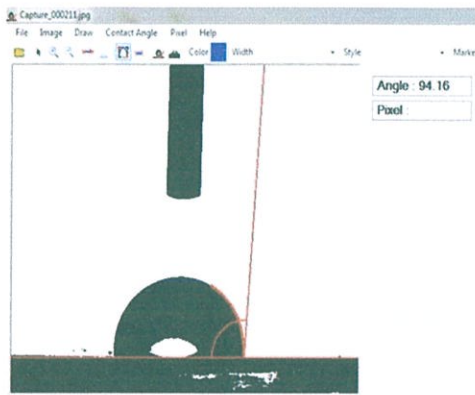 Capture_000211.jpg
File Image Draw Contact Angle Pixel Help
Color Width Style Marke
Angle : 94.16
Pixel :